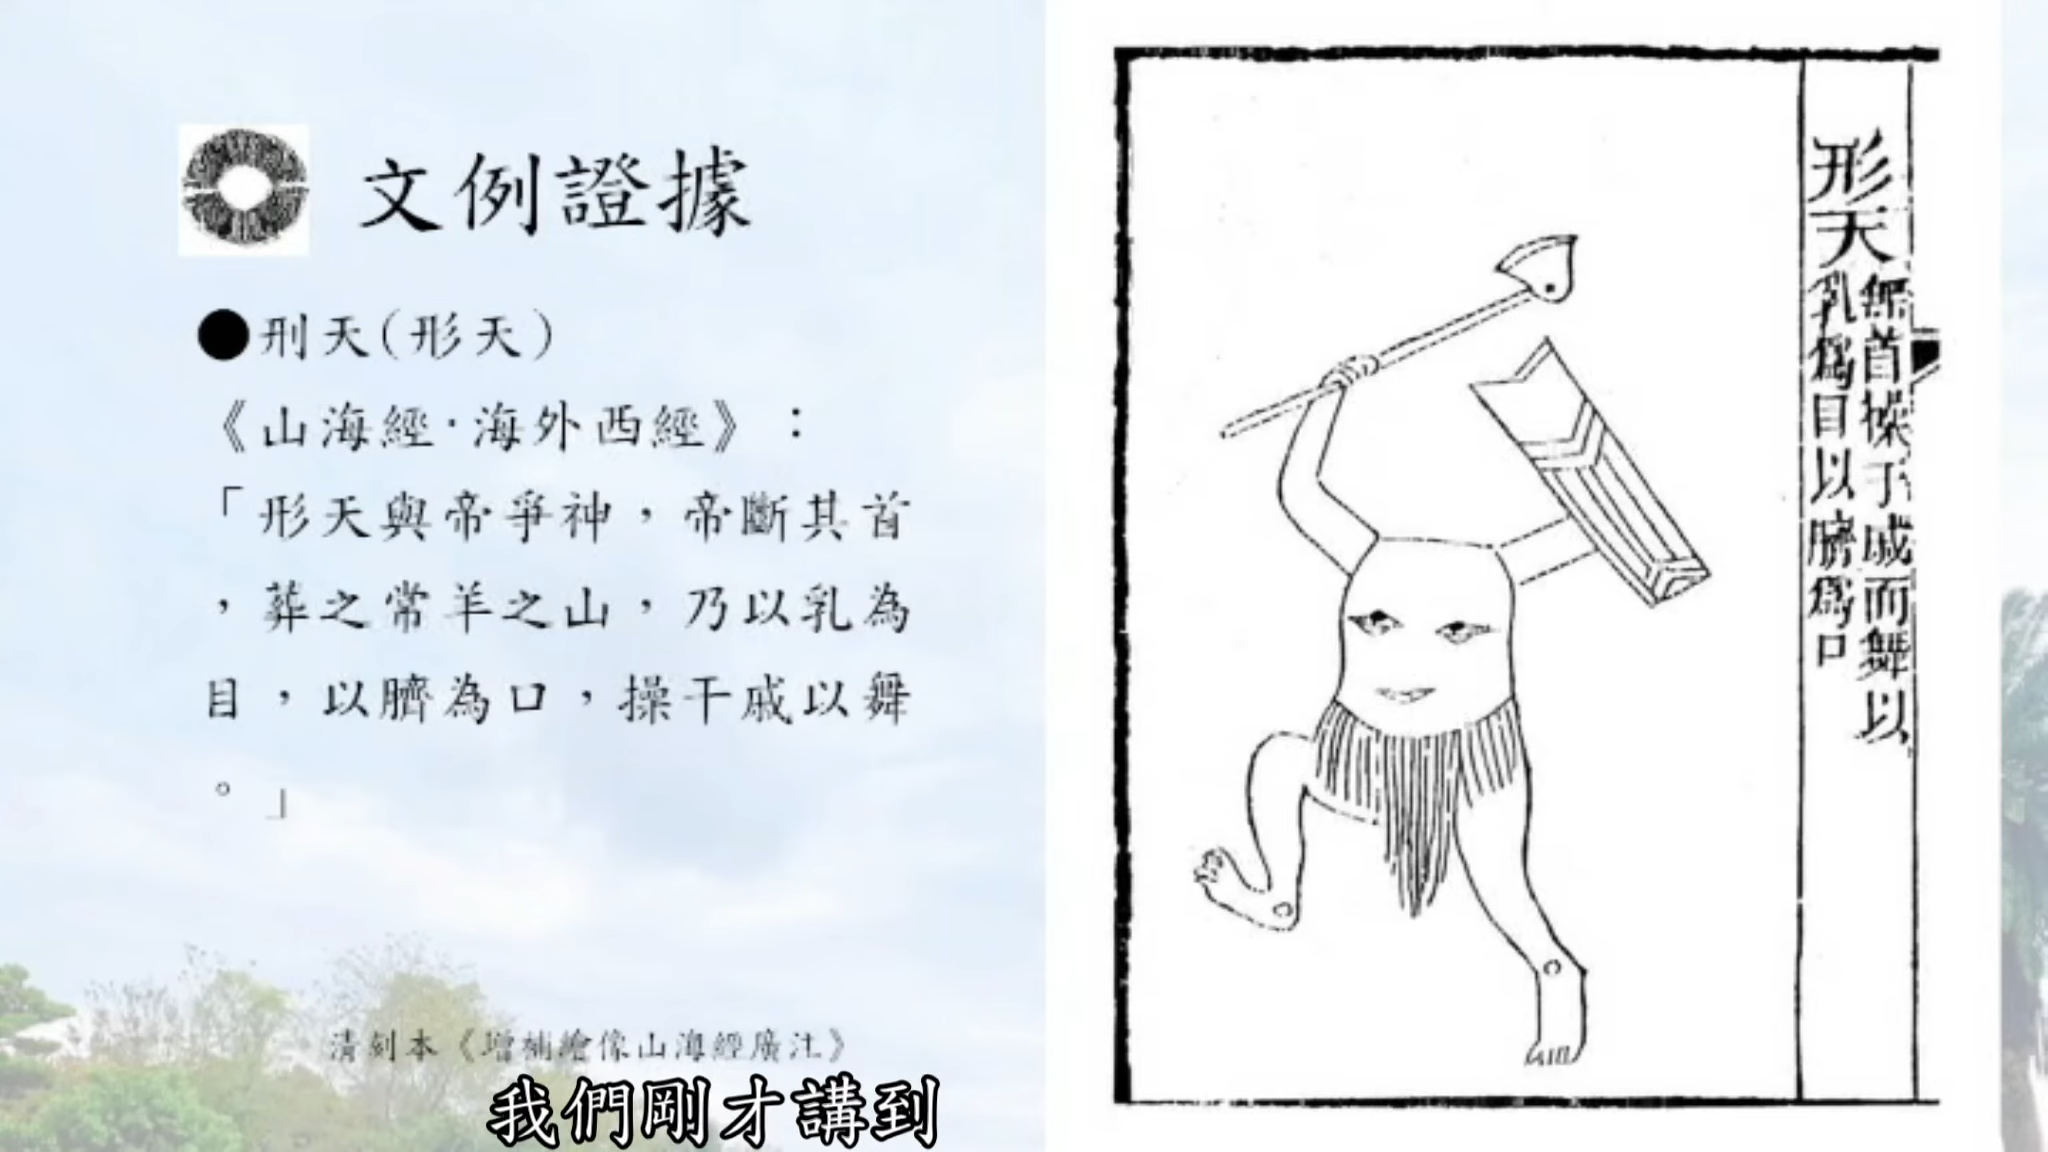 文例證據
●刑天(形天)
《山海經·海外西經》：
「形天與帝爭神，帝斷其首
，葬之常羊之山，乃以乳為
目，以臍為口，操干戚以舞
。」
清刻本《增補繪像山海經廣注》
我們剛才講到
形天
無首操干戚而舞以
乳爲目以臍爲口